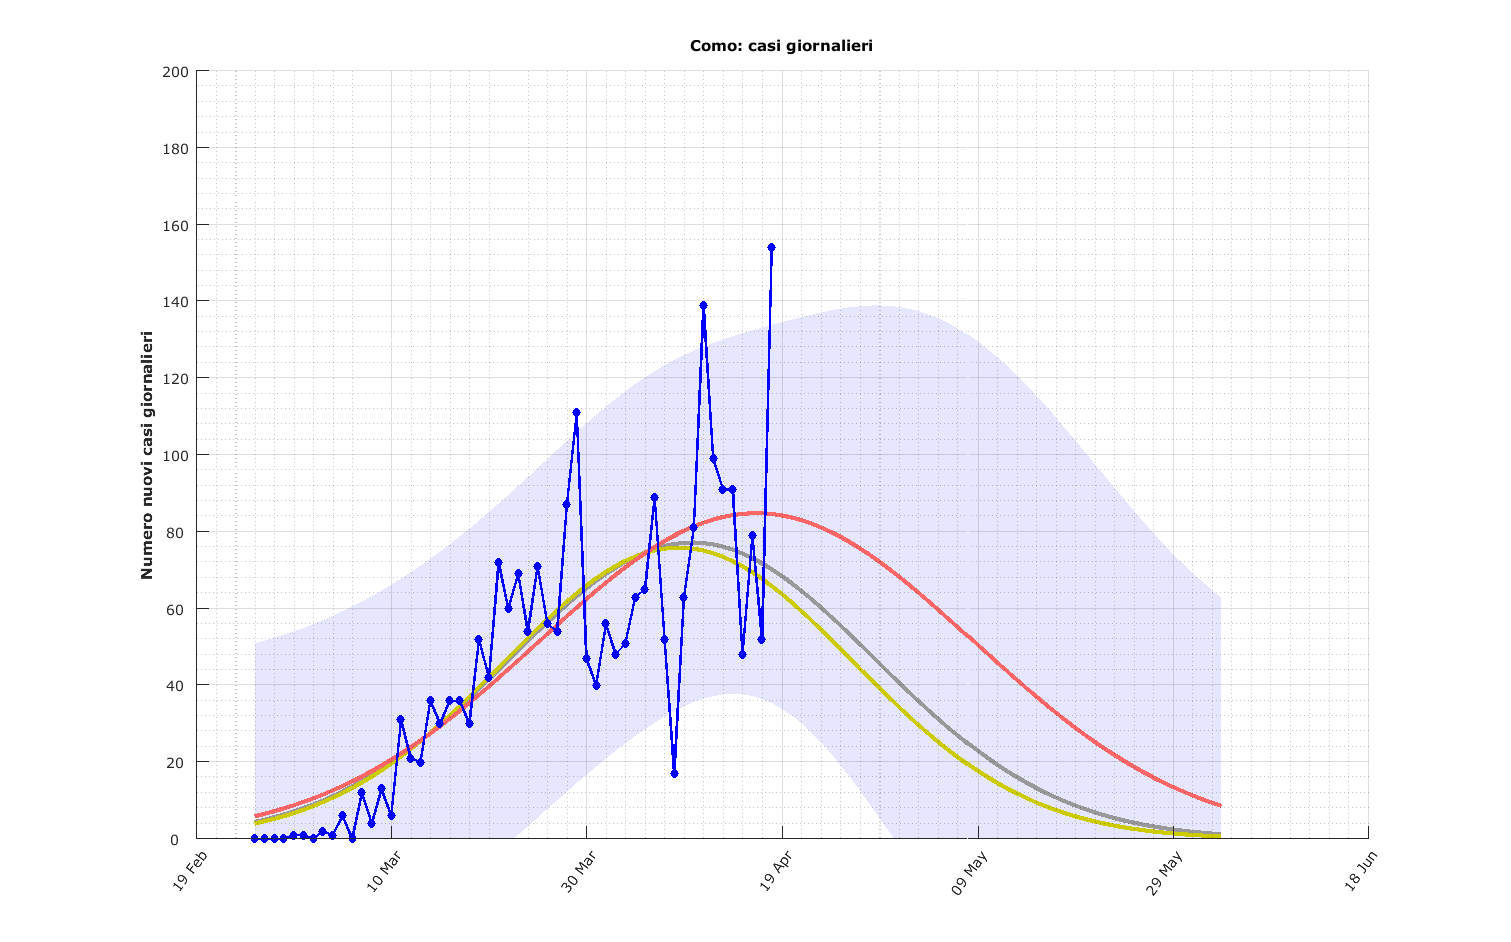 Como: casi giornalieri
Numero nuovi casi giornalieri
200
180
160
140
120
100
80
60
40
20
0
19 Feb
10 Mar
30 Mar
19 Apr
09 May
29 May
18 Jun